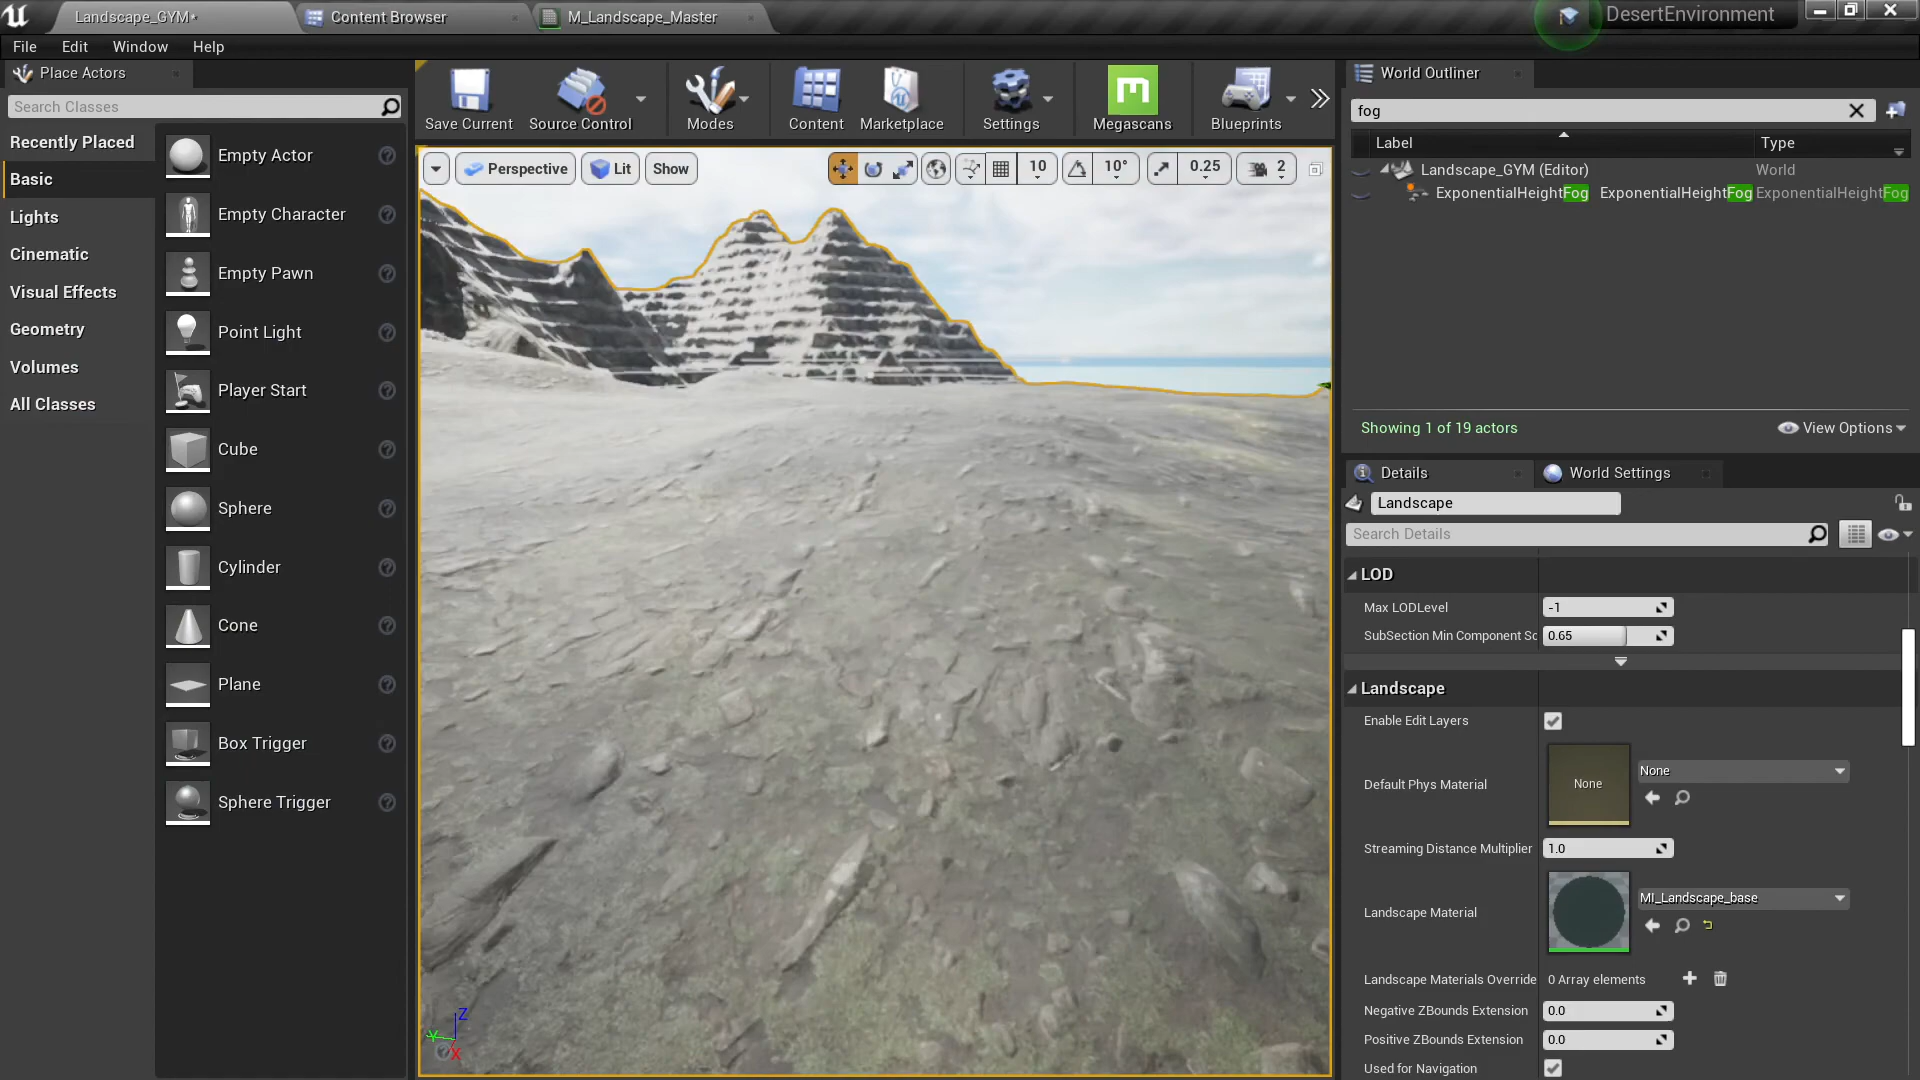 Landscape_GYM*
Content Browser
M_Landscape_Master
DesertEnvironment
File
Edit
Window
Help
Place Actors
Search Classes
Recently Placed
Basic
Lights
Cinematic
Visual Effects
Geometry
Volumes
All Classes
Empty Actor
Empty Character
Empty Pawn
Point Light
Player Start
Cube
Sphere
Cylinder
Cone
Plane
Box Trigger
Sphere Trigger
Save Current
Source Control
Modes
Content
Marketplace
Settings
Megascans
Blueprints
Perspective
Lit
Show
10
10°
0.25
2
Z
Y
X
World Outliner
fog
Label
Type
Landscape_GYM (Editor)
World
ExponentialHeightFog
ExponentialHeightFog
ExponentialHeightFog
Showing 1 of 19 actors
View Options
Details
World Settings
Landscape
Search Details
LOD
Max LODLevel
-1
SubSection Min Component Sc
0.65
Landscape
Enable Edit Layers
Default Phys Material
None
None
Streaming Distance Multiplier
1.0
Landscape Material
MI_Landscape_base
Landscape Materials Override
0 Array elements
Negative ZBounds Extension
0.0
Positive ZBounds Extension
0.0
Used for Navigation